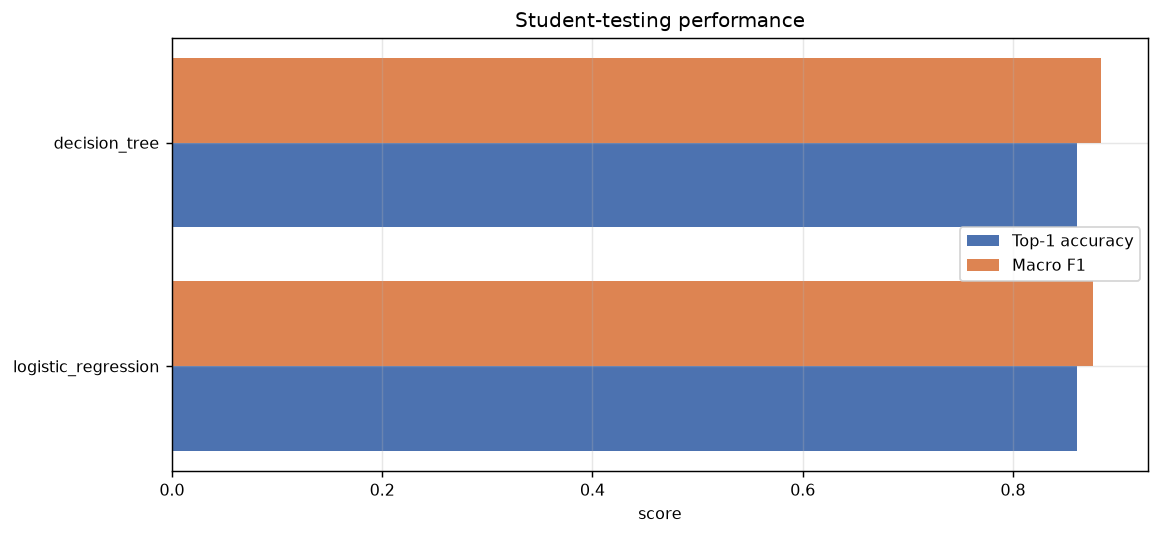 Student-testing performance
decision_tree
Top-1 accuracy
Macro F1
logistic_regression
0.0 0.2 0.4 0.6 0.8
score